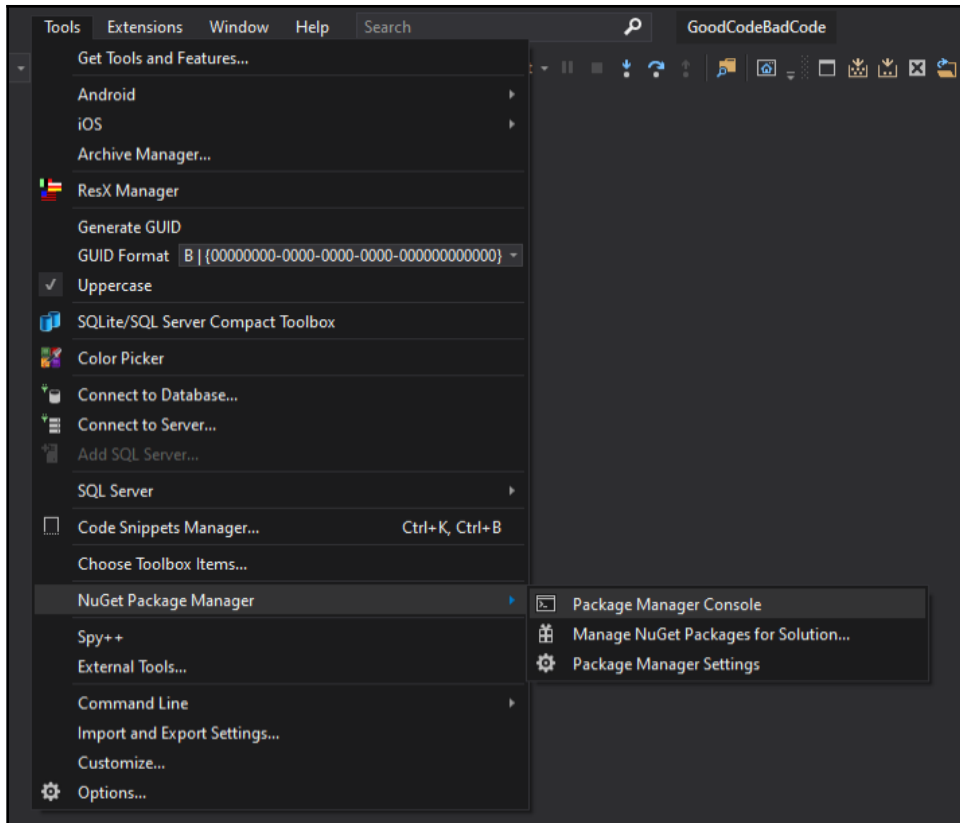 Tools Extensions Window Help Search GoodCodeBadCode
Get Tools and Features...
Android
iOS
Archive Manager...
ResX Manager
Generate GUID
GUID Format B | {00000000-0000-0000-0000-000000000000}
Uppercase
SQLite/SQL Server Compact Toolbox
Color Picker
Connect to Database...
Connect to Server...
Add SQL Server...
SQL Server
Code Snippets Manager... Ctrl+K, Ctrl+B
Choose Toolbox Items...
NuGet Package Manager
Package Manager Console
Manage NuGet Packages for Solution...
Package Manager Settings
Spy++
External Tools...
Command Line
Import and Export Settings...
Customize...
Options...